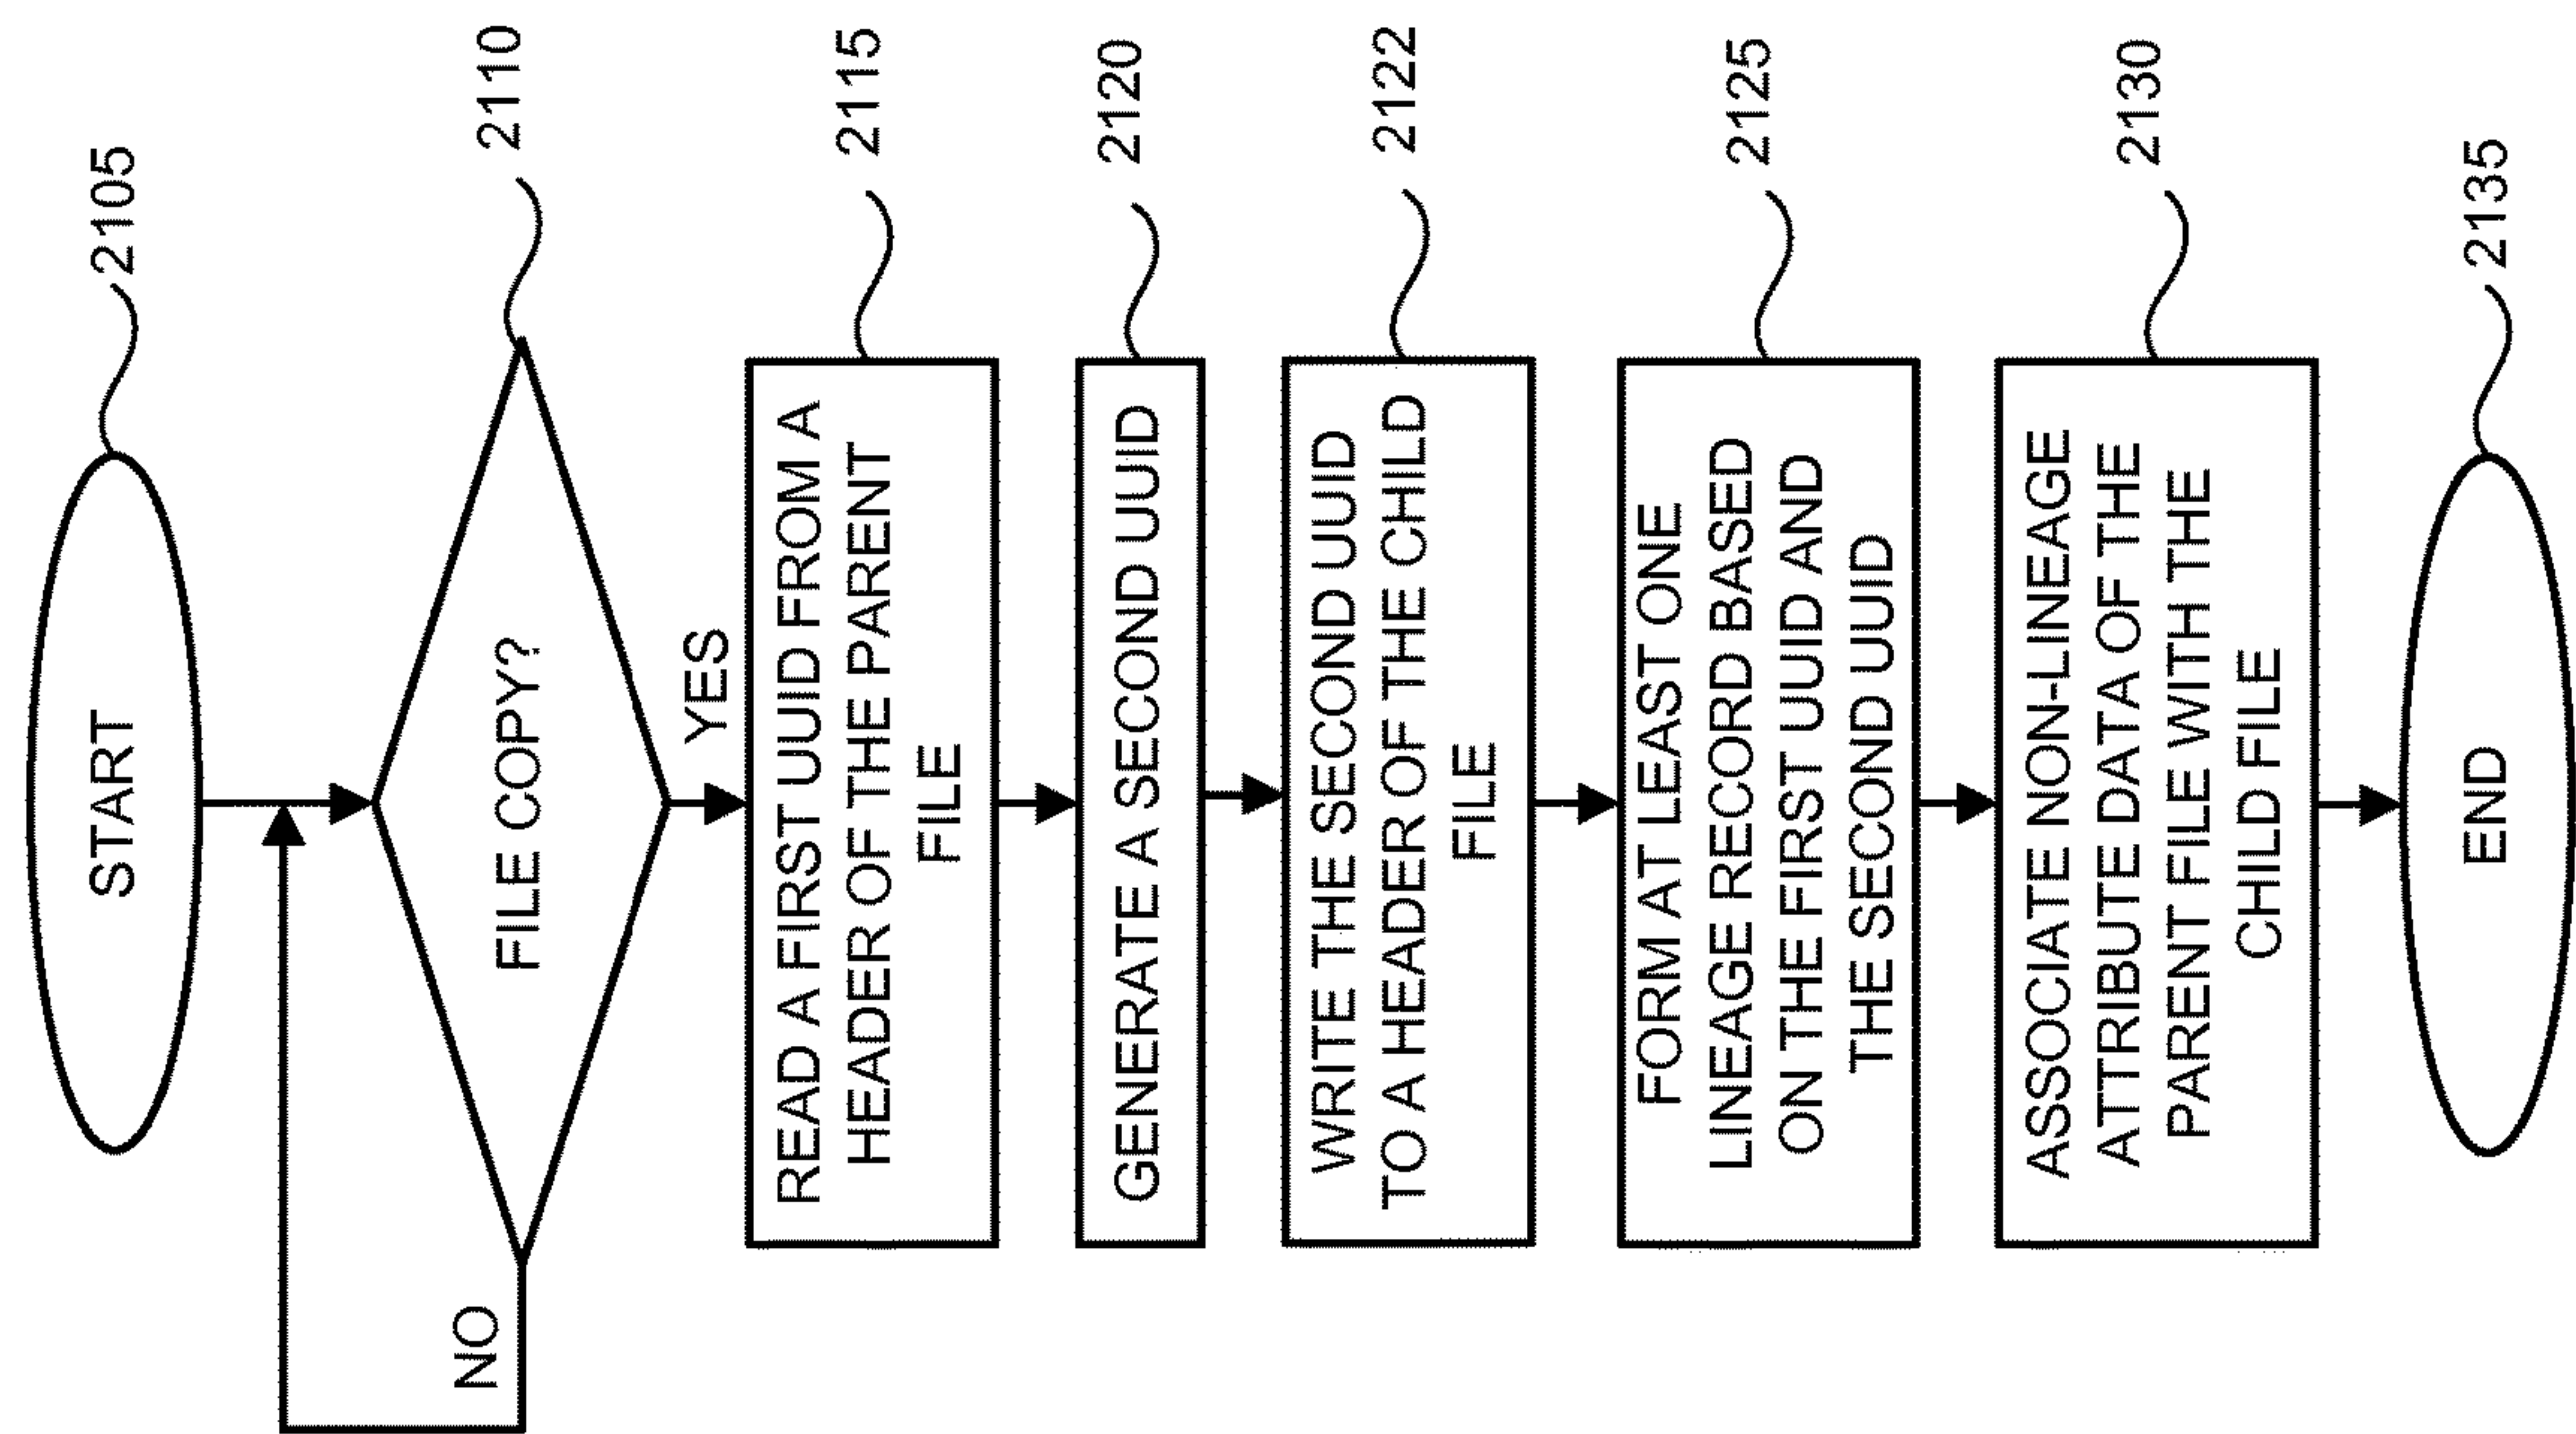 START
2105
FILE COPY?
2110
NO
YES
READ A FIRST UUID FROM A
HEADER OF THE PARENT
FILE
2115
GENERATE A SECOND UUID
2120
WRITE THE SECOND UUID
TO A HEADER OF THE CHILD
FILE
2122
FORM AT LEAST ONE
LINEAGE RECORD BASED
ON THE FIRST UUID AND
THE SECOND UUID
2125
ASSOCIATE NON-LINEAGE
ATTRIBUTE DATA OF THE
PARENT FILE WITH THE
CHILD FILE
2130
END
2135